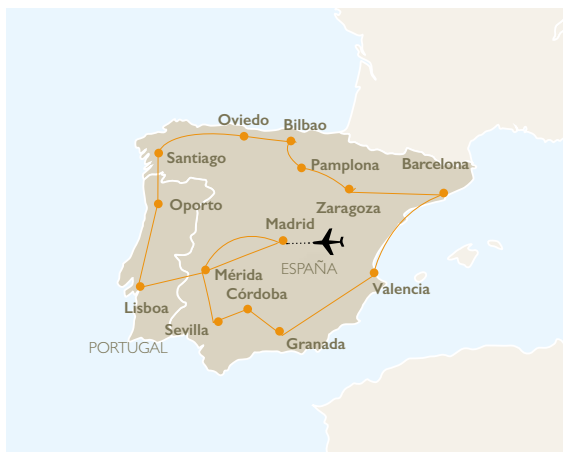 Oviedo
Bilbao
Santiago
Pamplona
Barcelona
Oporto
Zaragoza
Madrid
ESPAÑA
Mérida
Valencia
Córdoba
Lisboa
Sevilla
Granada
PORTUGAL